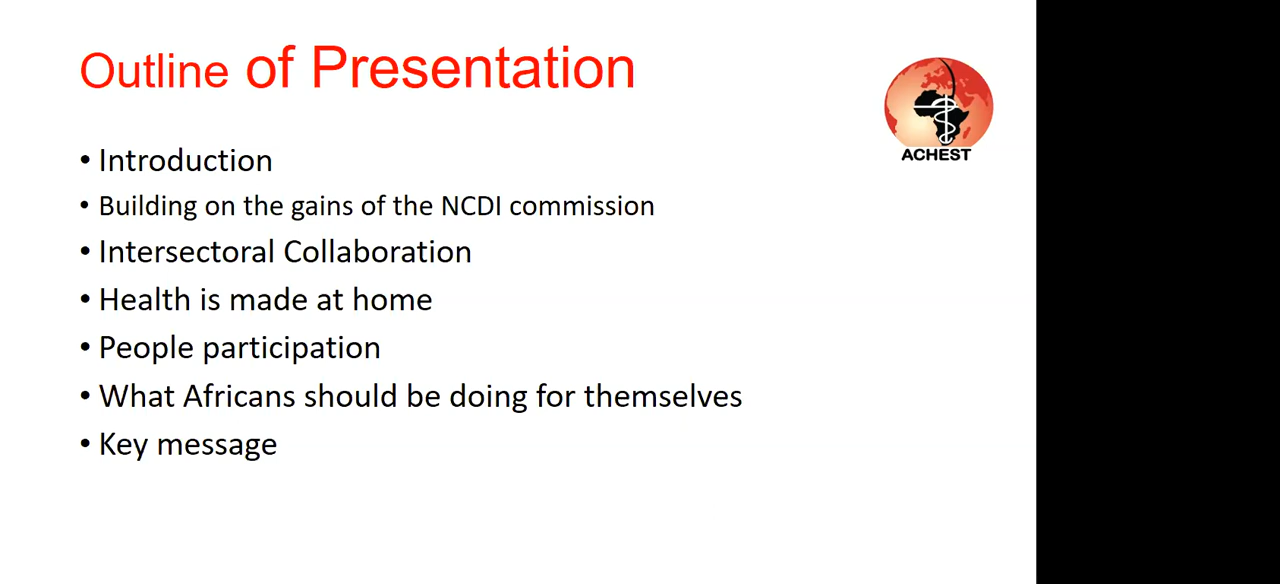 Outline of Presentation
ACHEST
• Introduction
• Building on the gains of the NCDI commission
• Intersectoral Collaboration
• Health is made at home
• People participation
• What Africans should be doing for themselves
• Key message